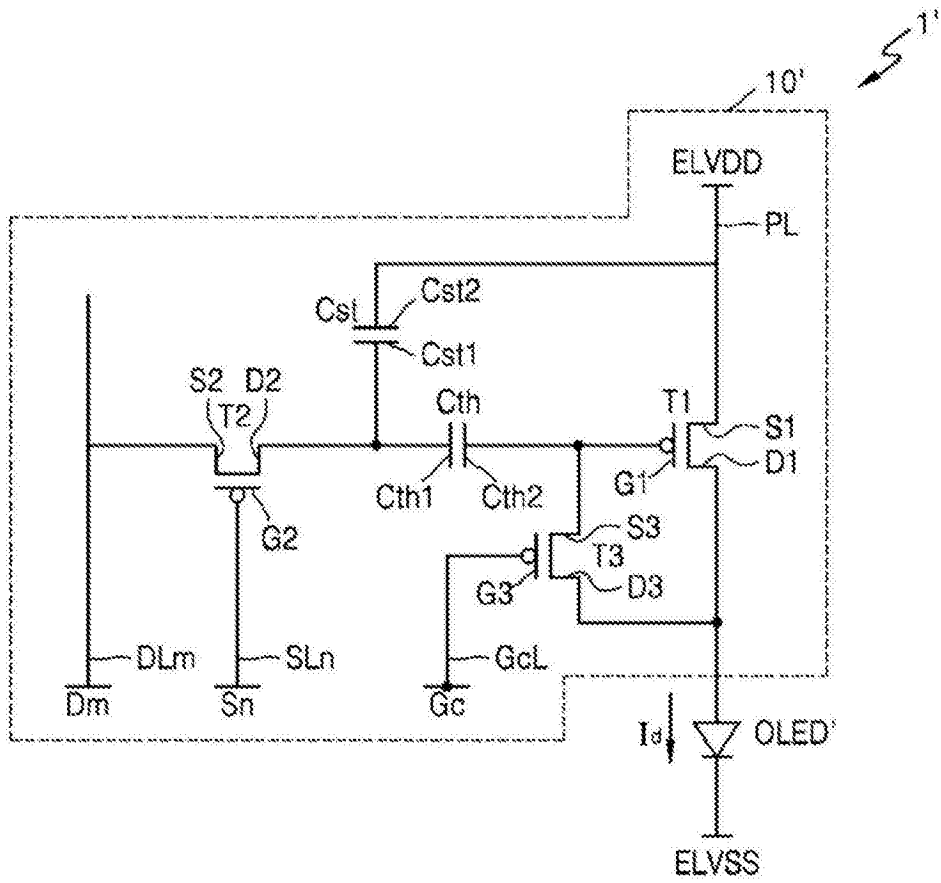 1'
10'
ELVDD
PL
Cst Cst2
Cst1
S2 D2
T2
Cth
T1
S1
Cth1 Cth2
G1 D1
G2
S3
T3
G3 D3
DLm SLn GcL
Dm Sn Gc
Id OLED'
ELVSS